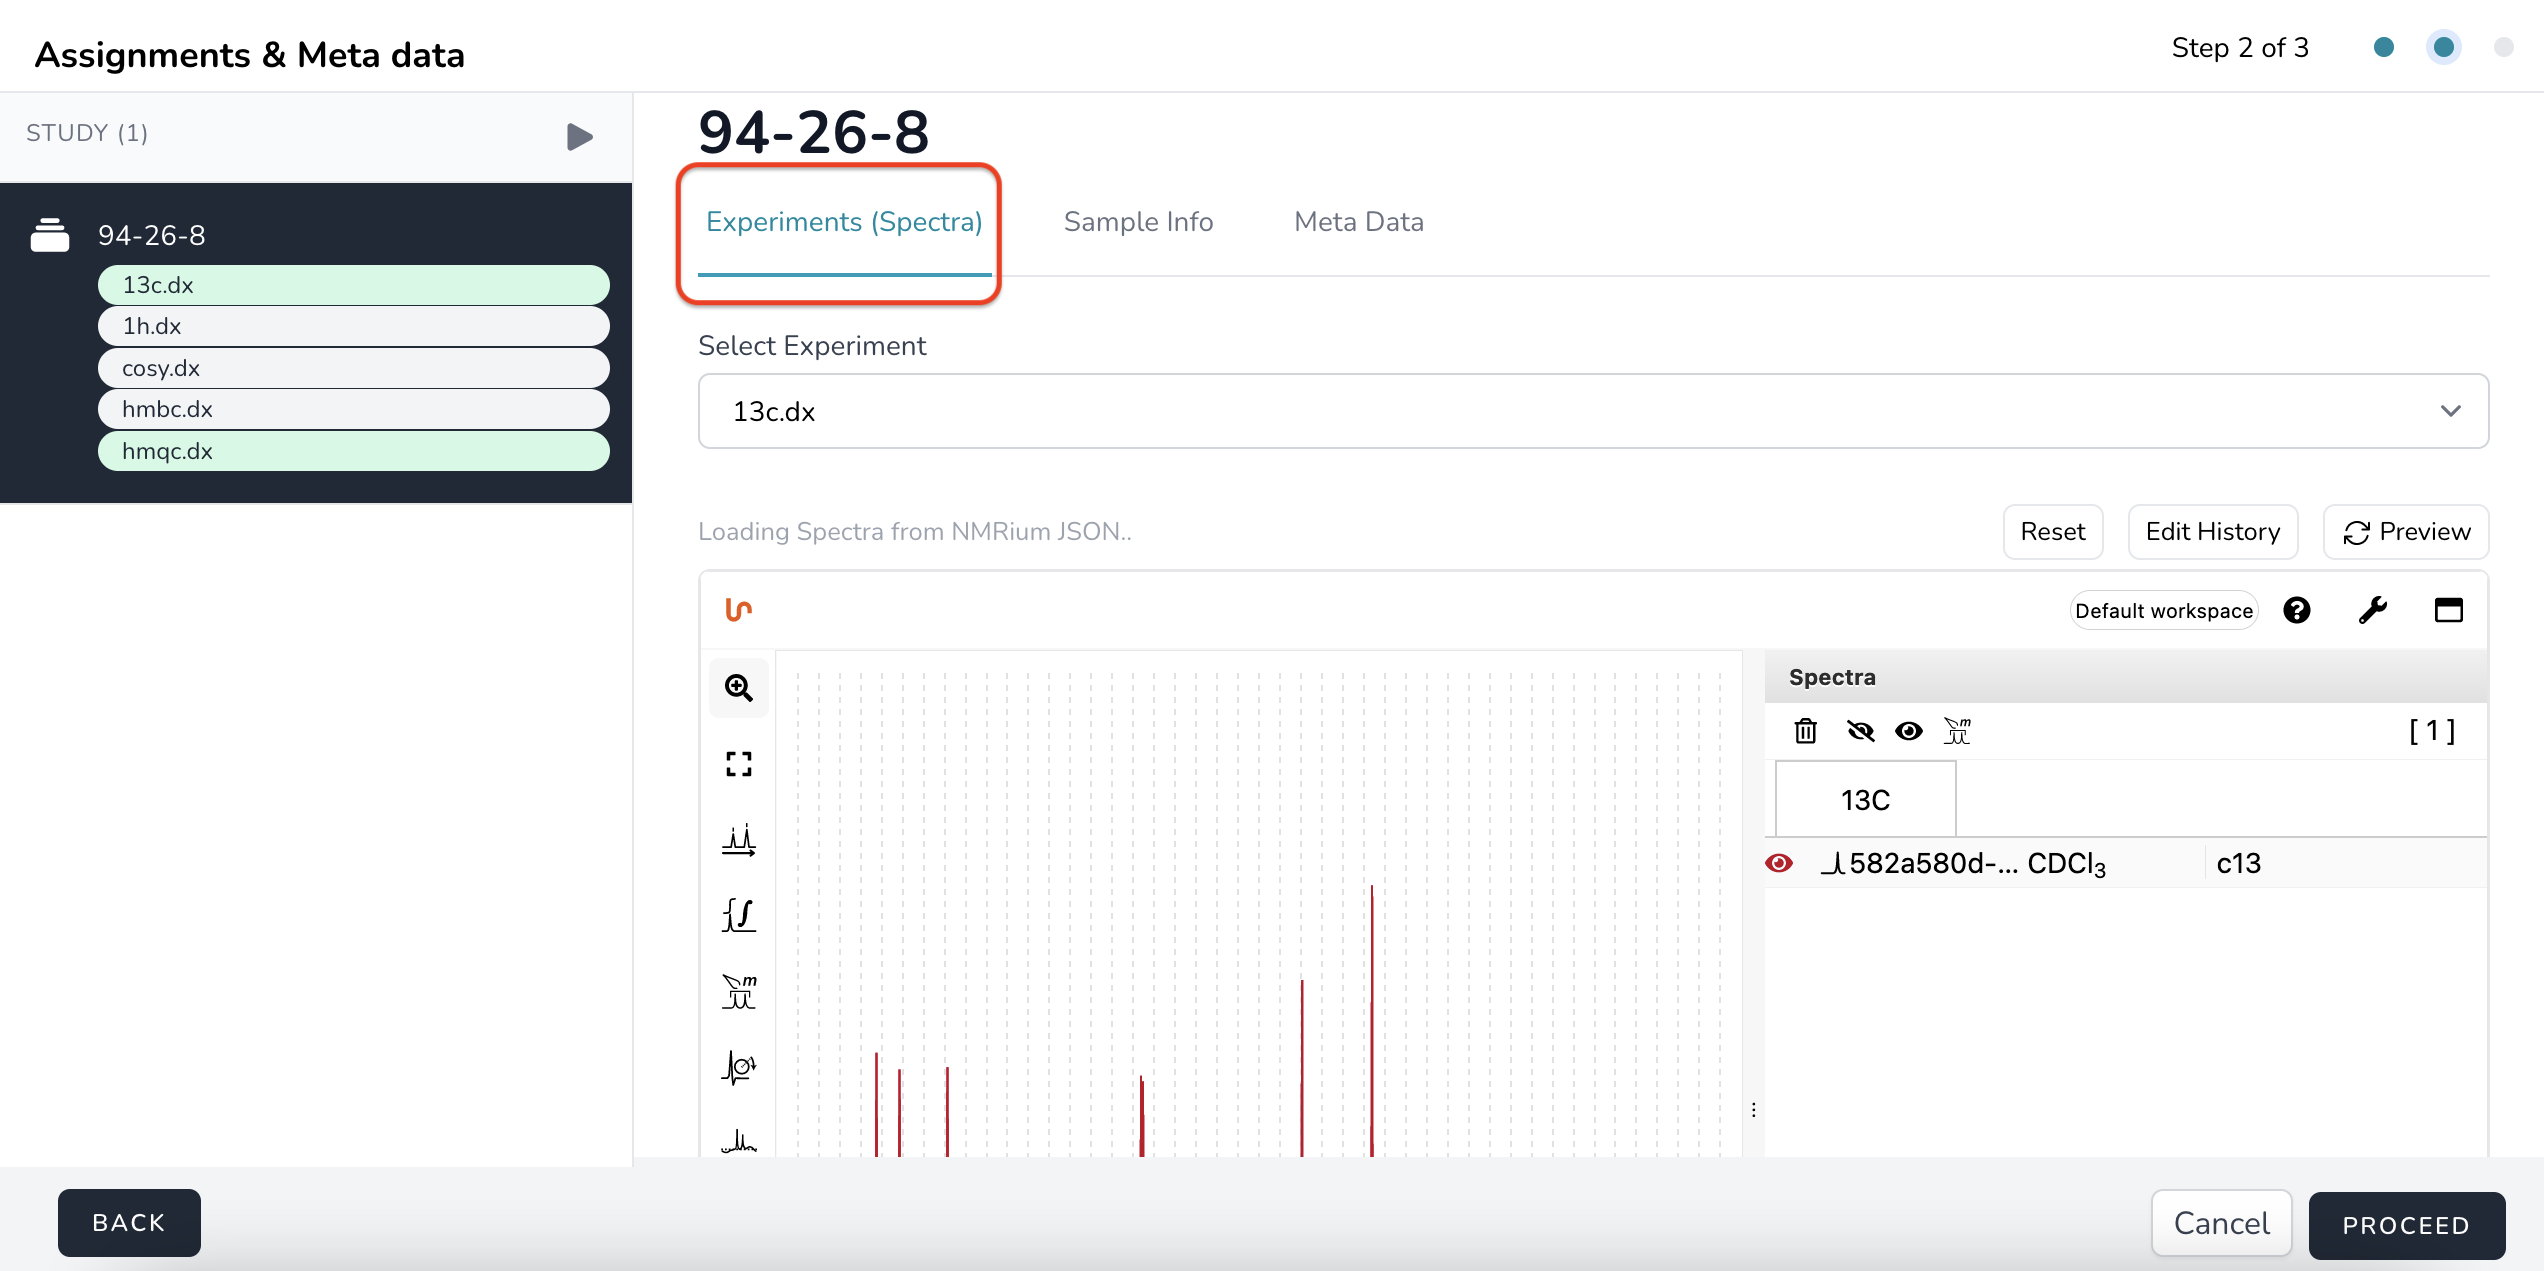 Assignments & Meta data
Step 2 of 3
STUDY (1)
94-26-8
13c.dx
1h.dx
cosy.dx
hmbc.dx
hmqc.dx
94-26-8
Experiments (Spectra)
Sample Info
Meta Data
Select Experiment
13c.dx
Loading Spectra from NMRium JSON..
Reset
Edit History
Preview
Default workspace
Spectra
[ 1 ]
13C
582a580d-... CDCl₃
c13
BACK
Cancel
PROCEED